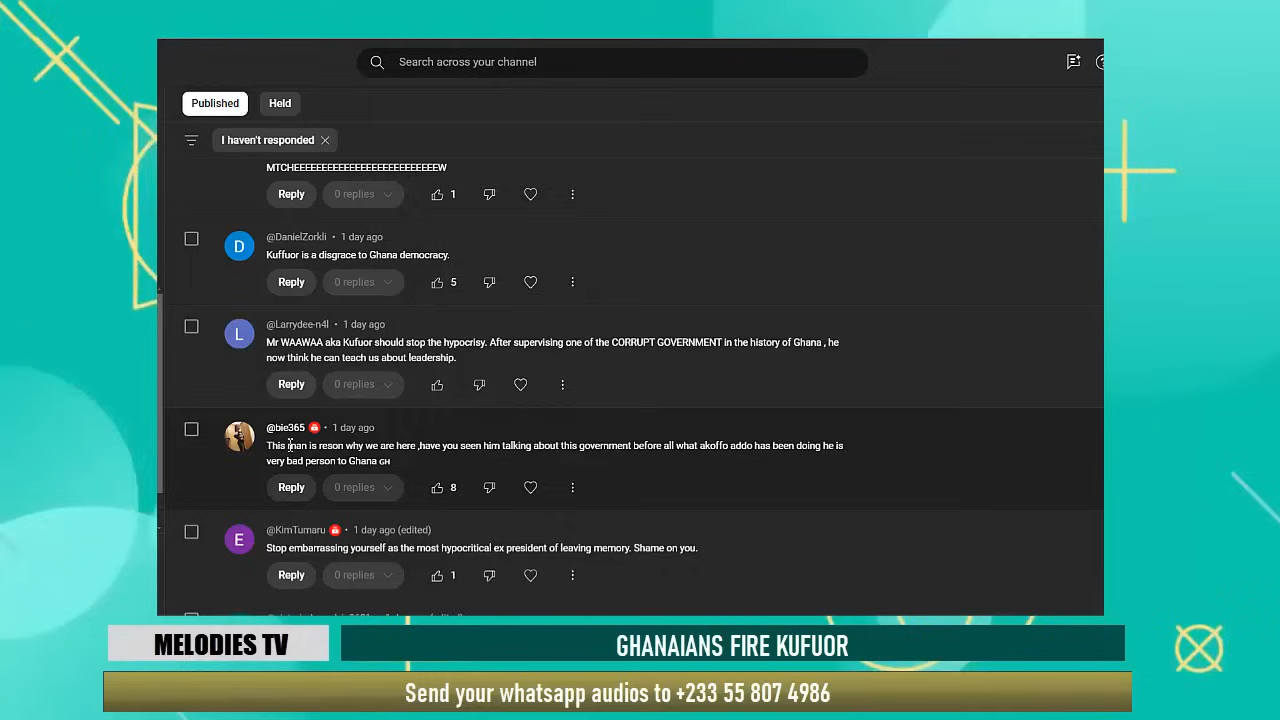 Search across your channel
Published
Held
I haven't responded
MTCHEEEEEEEEEEEEEEEEEEEEEEEEEEW
Reply
0 replies
1
D
@DanielZorkli • 1 day ago
Kuffuor is a disgrace to Ghana democracy.
Reply
0 replies
5
L
@Larrydee-n4l • 1 day ago
Mr WAAWAA aka Kufuor should stop the hypocrisy. After supervising one of the CORRUPT GOVERNMENT in the history of Ghana , he
now think he can teach us about leadership.
Reply
0 replies
@bie365 • 1 day ago
This man is reson why we are here ,have you seen him talking about this government before all what akoffo addo has been doing he is
very bad person to Ghana GH
Reply
0 replies
8
E
@KimTumaru • 1 day ago (edited)
Stop embarrassing yourself as the most hypocritical ex president of leaving memory. Shame on you.
Reply
0 replies
1
MELODIES TV
GHANAIANS FIRE KUFUOR
Send your whatsapp audios to +233 55 807 4986